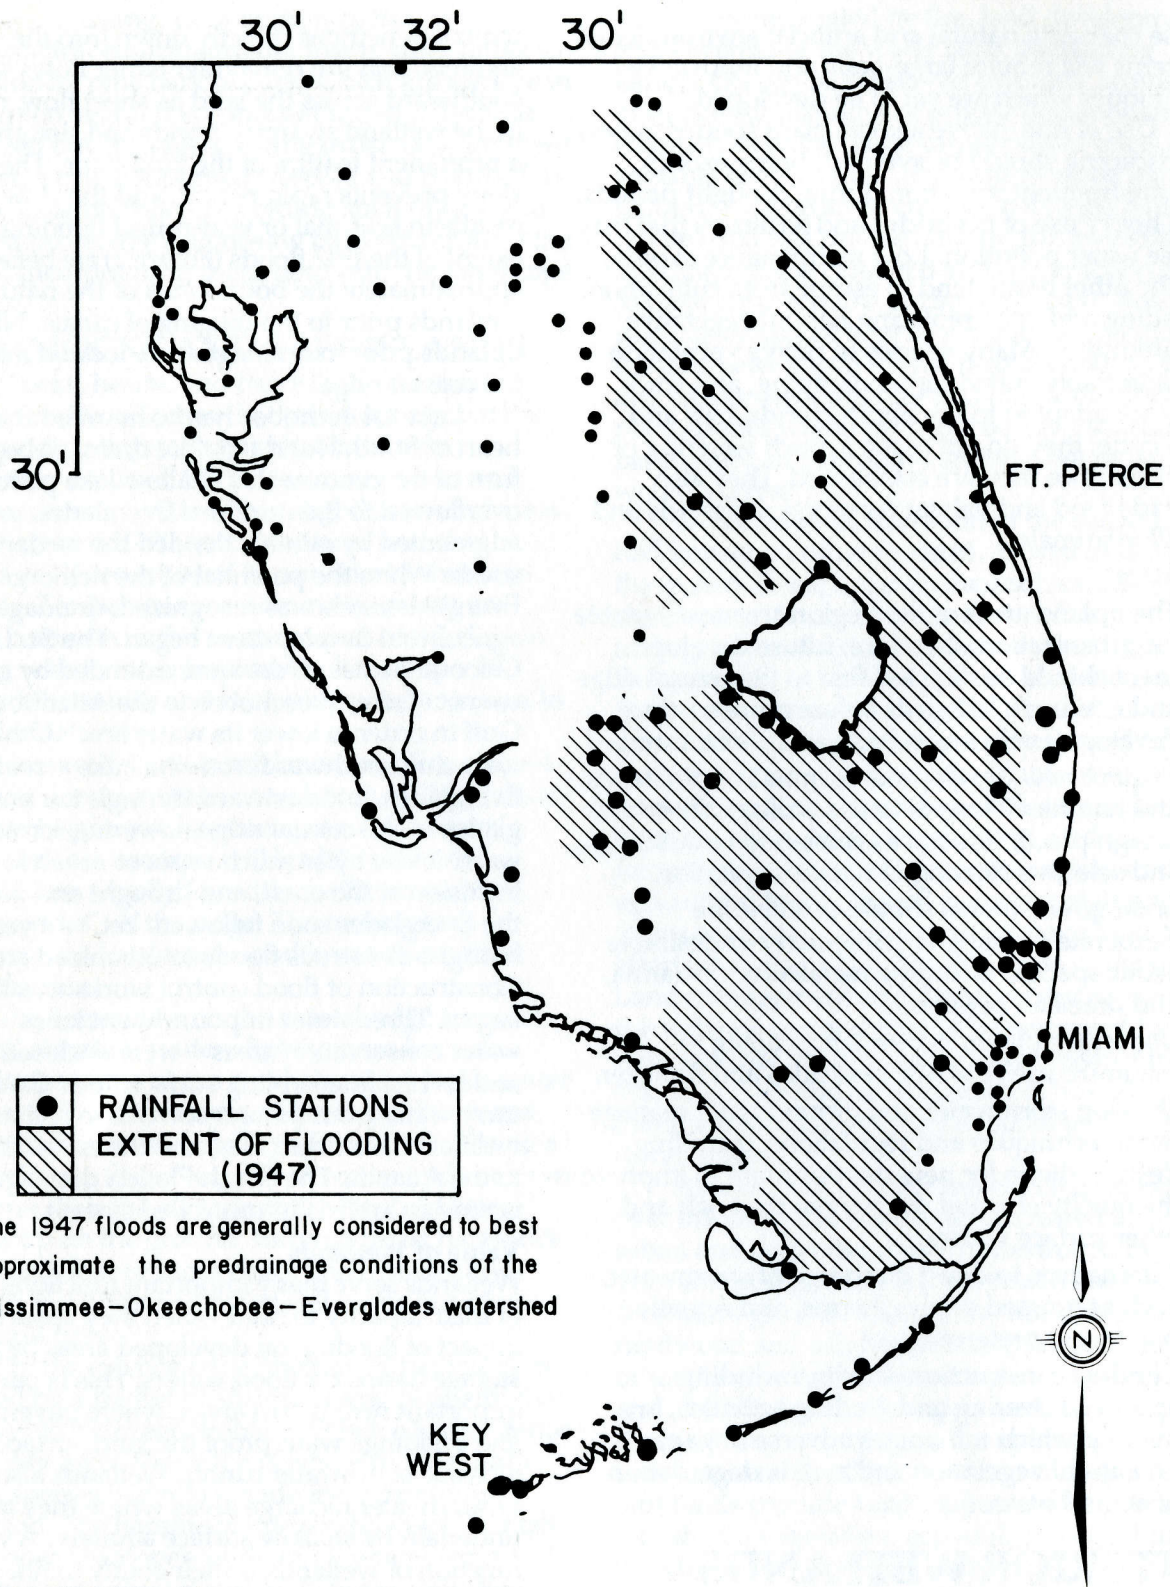 30' 32' 30'
30'
FT. PIERCE
MIAMI
RAINFALL STATIONS
EXTENT OF FLOODING
(1947)
he 1947 floods are generally considered to best
pproximate the predrainage conditions of the
issimmee-Okeechobee-Everglades watershed
KEY
WEST
N